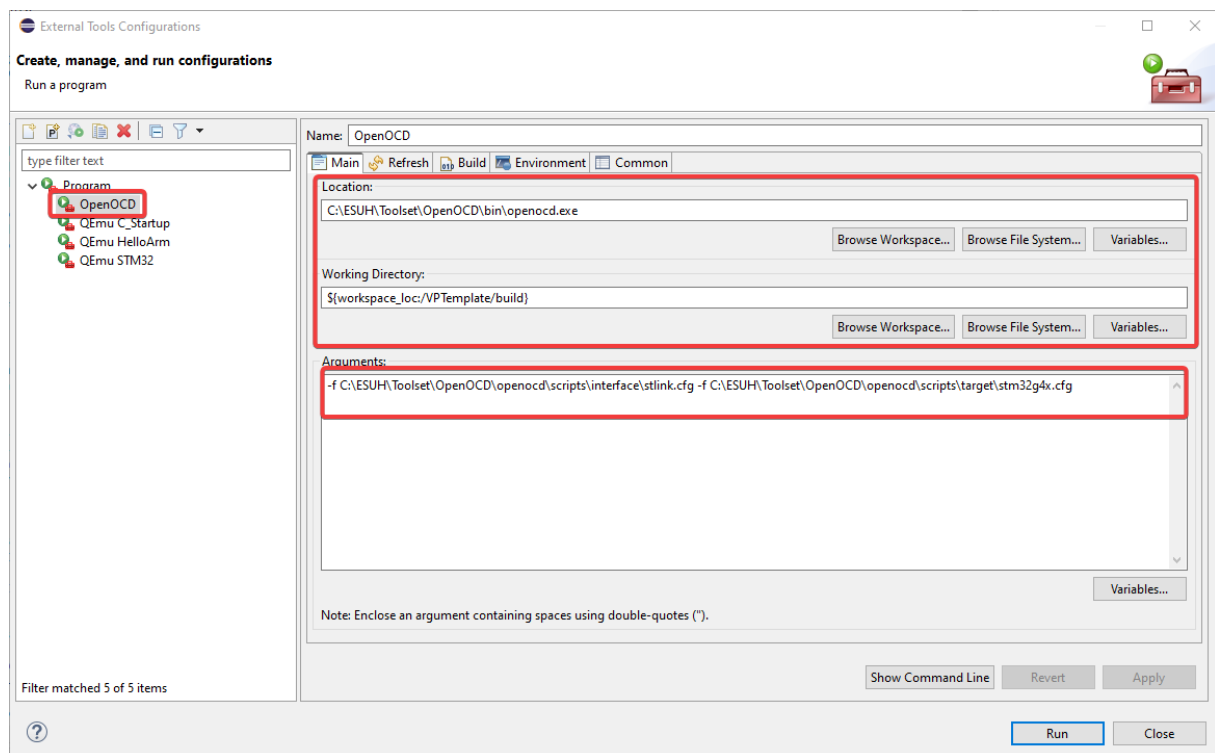 External Tools Configurations
Create, manage, and run configurations
Run a program
type filter text
Program
OpenOCD
QEmu C_Startup
QEmu HelloArm
QEmu STM32
Filter matched 5 of 5 items
Name: OpenOCD
Main Refresh Build Environment Common
Location:
C:\ESUH\Toolset\OpenOCD\bin\openocd.exe
Browse Workspace... Browse File System... Variables...
Working Directory:
${workspace_loc:/VPTemplate/build}
Browse Workspace... Browse File System... Variables...
Arguments:
-f C:\ESUH\Toolset\OpenOCD\openocd\scripts\interface\stlink.cfg -f C:\ESUH\Toolset\OpenOCD\openocd\scripts\target\stm32g4x.cfg
Variables...
Note: Enclose an argument containing spaces using double-quotes (").
Show Command Line Revert Apply
Run Close